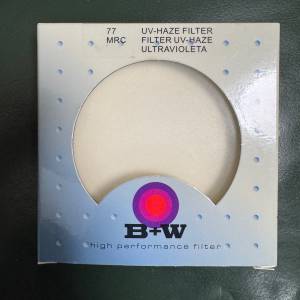 77 UV-HAZE FILTER
MRC FILTER UV-HAZE
ULTRAVIOLETA
B+W
high performance filter